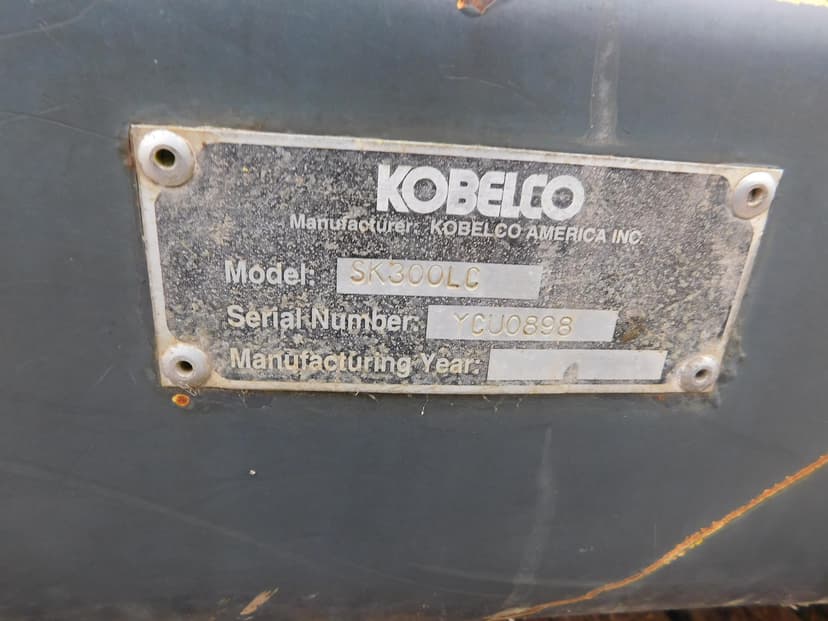 KOBELCO
Manufacturer: KOBELCO AMERICA INC.
Model: SK300LC
Serial Number: YCU0898
Manufacturing Year: